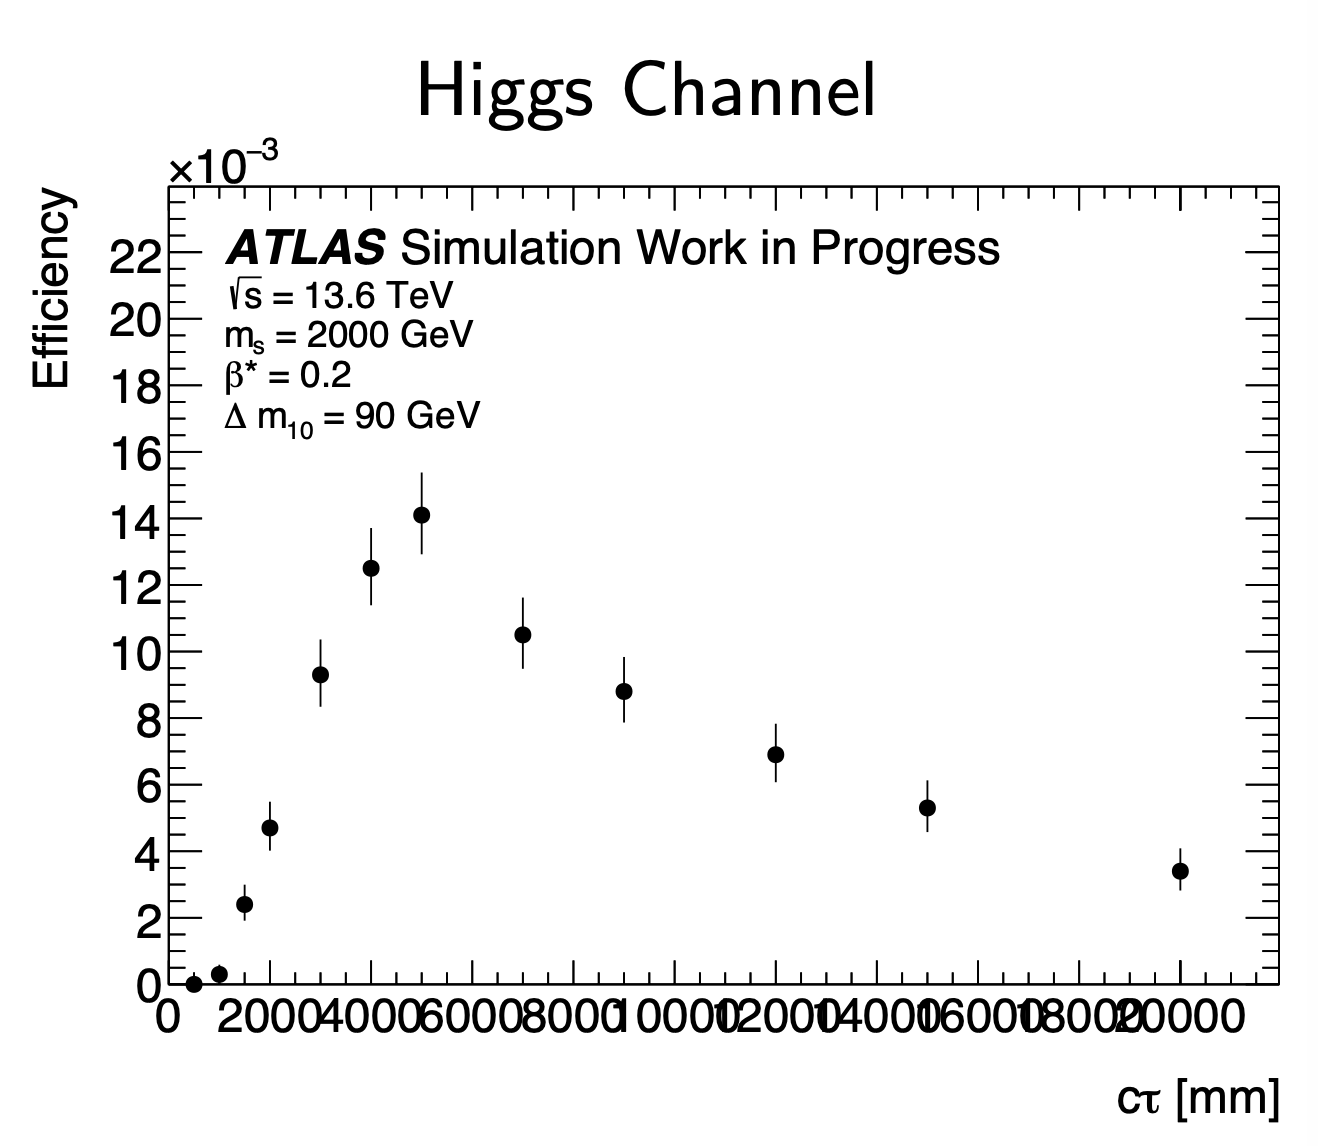 Higgs Channel
×10⁻³
Efficiency
22
20
18
16
14
12
10
8
6
4
2
0
ATLAS Simulation Work in Progress
√s = 13.6 TeV
mₛ = 2000 GeV
β* = 0.2
Δ m₁₀ = 90 GeV
0 2000 4000 6000 8000 10000 12000 14000 16000 18000 20000
cτ [mm]